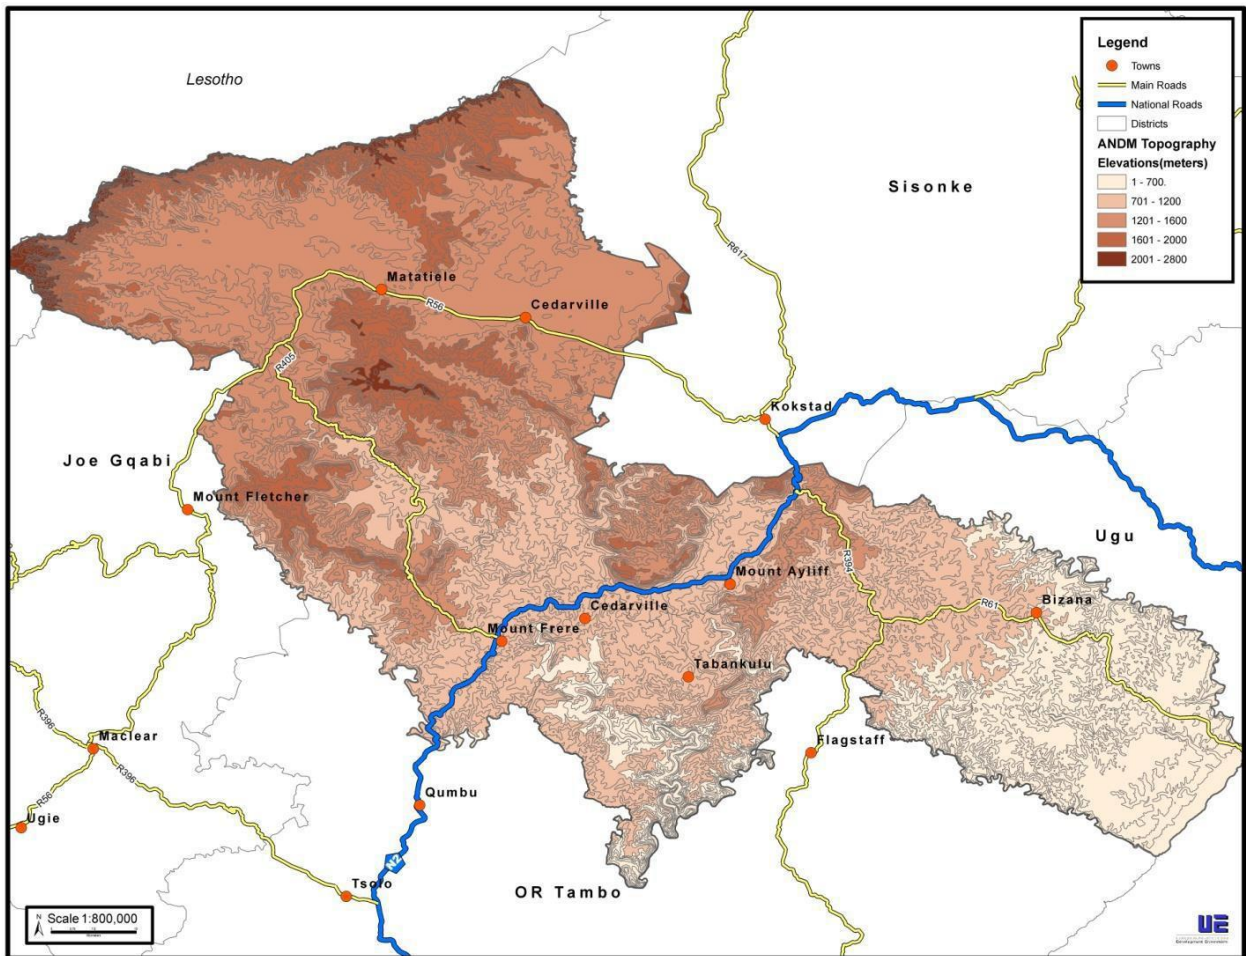 Lesotho
Legend
Towns
Main Roads
National Roads
Districts
ANDM Topography
Elevations(meters)
1 - 700.
701 - 1200
1201 - 1600
1601 - 2000
2001 - 2800
Sisonke
R617
Matatiele
R56
Cedarville
R405
Kokstad
Joe Gqabi
Mount Fletcher
Ugu
R394
Mount Ayliff
Cedarville
R61
Bizana
Mount Frere
Tabankulu
R396
Maclear
R396
Flagstaff
R56
Ugie
Qumbu
N2
Tsolo
OR Tambo
N
Scale 1:800,000
UE